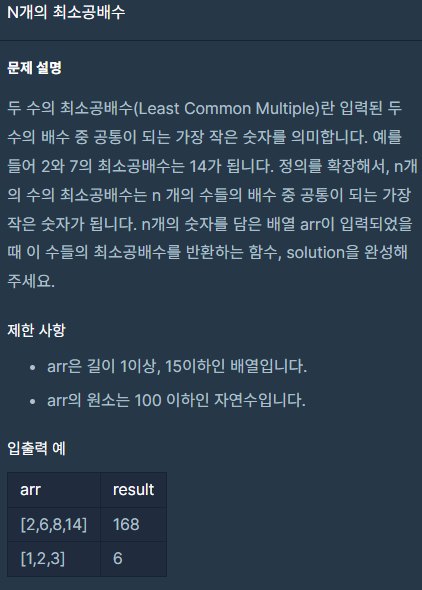 N개의 최소공배수
문제 설명
두 수의 최소공배수(Least Common Multiple)란 입력된 두
수의 배수 중 공통이 되는 가장 작은 숫자를 의미합니다. 예를
들어 2와 7의 최소공배수는 14가 됩니다. 정의를 확장해서, n개
의 수의 최소공배수는 n 개의 수들의 배수 중 공통이 되는 가장
작은 숫자가 됩니다. n개의 숫자를 담은 배열 arr이 입력되었을
때 이 수들의 최소공배수를 반환하는 함수, solution을 완성해
주세요.
제한 사항
• arr은 길이 1이상, 15이하인 배열입니다.
• arr의 원소는 100 이하인 자연수입니다.
입출력 예
arr result
[2,6,8,14] 168
[1,2,3] 6